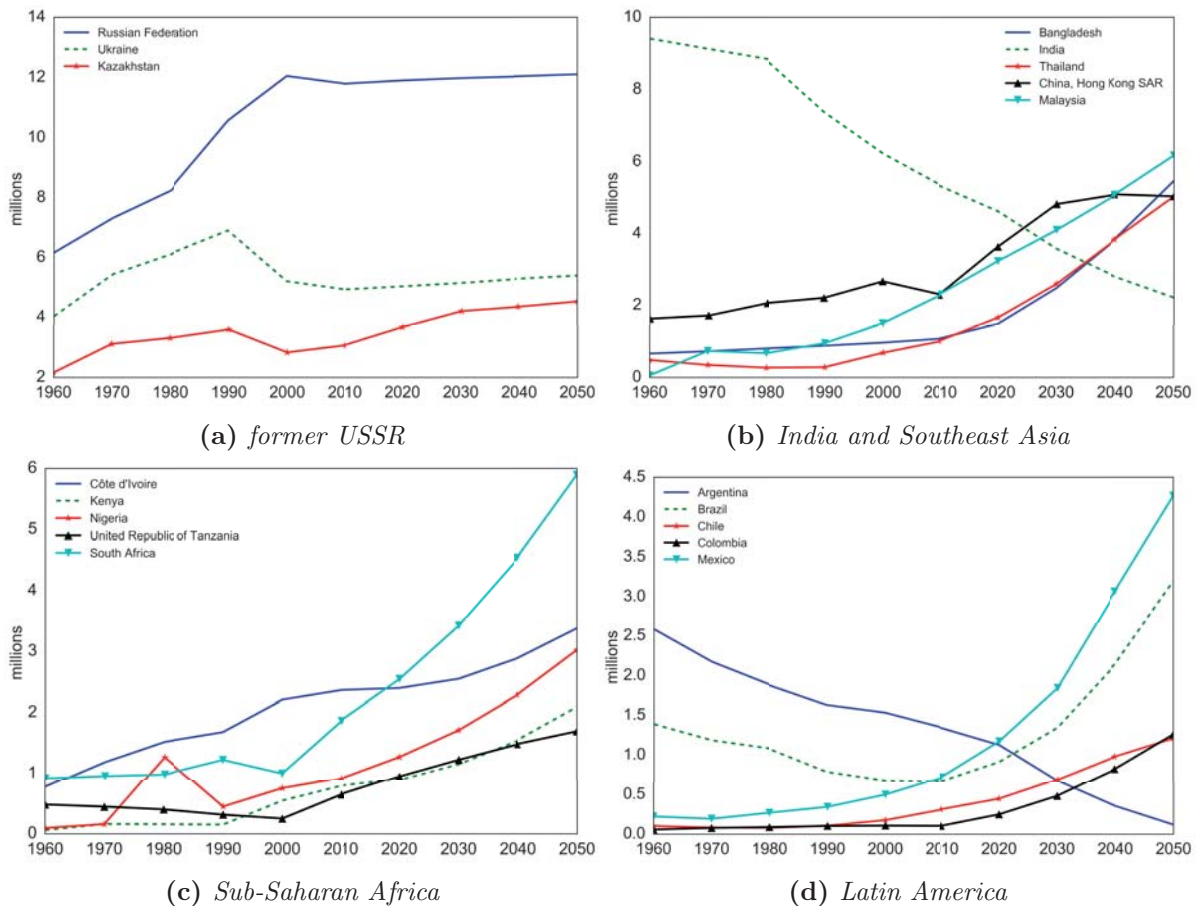 14
12
10
8
6
4
2
millions
Russian Federation
Ukraine
Kazakhstan
1960 1970 1980 1990 2000 2010 2020 2030 2040 2050
(a) former USSR
10
8
6
4
2
0
millions
Bangladesh
India
Thailand
China, Hong Kong SAR
Malaysia
1960 1970 1980 1990 2000 2010 2020 2030 2040 2050
(b) India and Southeast Asia
6
5
4
3
2
1
0
millions
Côte d'Ivoire
Kenya
Nigeria
United Republic of Tanzania
South Africa
1960 1970 1980 1990 2000 2010 2020 2030 2040 2050
(c) Sub-Saharan Africa
4.5
4.0
3.5
3.0
2.5
2.0
1.5
1.0
0.5
0.0
millions
Argentina
Brazil
Chile
Colombia
Mexico
1960 1970 1980 1990 2000 2010 2020 2030 2040 2050
(d) Latin America